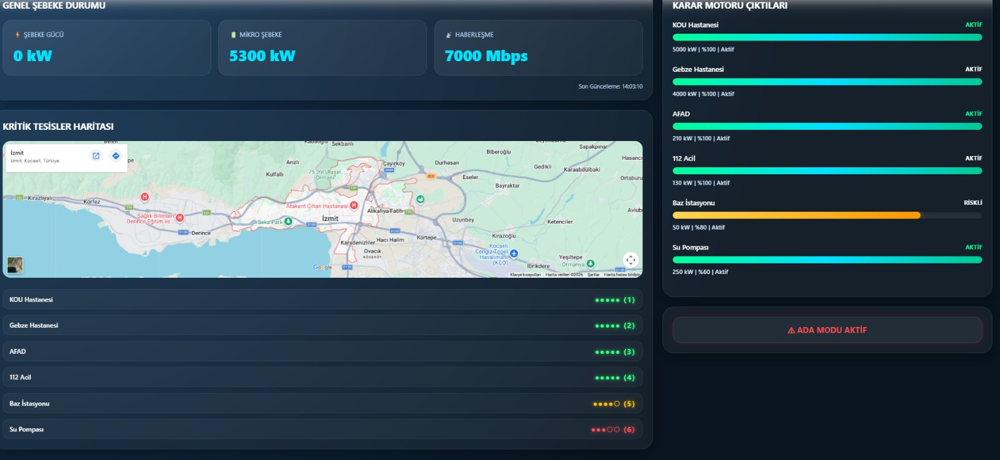 GENEL ŞEBEKE DURUMU
ŞEBEKE GÜCÜ
0 kW
MİKRO ŞEBEKE
5300 kW
HABERLEŞME
7000 Mbps
Son Güncelleme: 14:03:10
KRİTİK TESİSLER HARİTASI
İzmit
İzmit, Kocaeli, Türkiye
Sekbanlı
Biberoğlu
Sapakpınar
Arızlı
Çayırköy
Durhasan
Gedikli
Karaabdülbaki
Kulfallı
75. Yıl Ulusal
Ormanı
Eseler
Bayraktar
Kirazlıyalı
Körfez
Atakent Cihan Hastanesi
Alikahya Fatih
Sağlık Bilimleri
Derince Eğitim ve...
Seka Park
İzmit
Uzunbey
Ketenciler
Derince
Karadenizliler
Hacı Halim
Kartepe
Kirazoğlu
Ovacık
KÖSEKÖY
Kocaeli
Cengiz Topel
Havalimanı
(KCO)
Yeşiltepe
Ormanya
İbrikdere
Google
Klavye kısayolları
Harita verileri ©2026
Şartlar
Harita hatası bildirin
KOU Hastanesi
(1)
Gebze Hastanesi
(2)
AFAD
(3)
112 Acil
(4)
Baz İstasyonu
(5)
Su Pompası
(6)
KARAR MOTORU ÇIKTILARI
KOU Hastanesi AKTİF
5000 kW | %100 | Aktif
Gebze Hastanesi AKTİF
4000 kW | %100 | Aktif
AFAD AKTİF
210 kW | %100 | Aktif
112 Acil AKTİF
130 kW | %100 | Aktif
Baz İstasyonu RİSKLİ
50 kW | %80 | Aktif
Su Pompası AKTİF
250 kW | %60 | Aktif
⚠ ADA MODU AKTİF